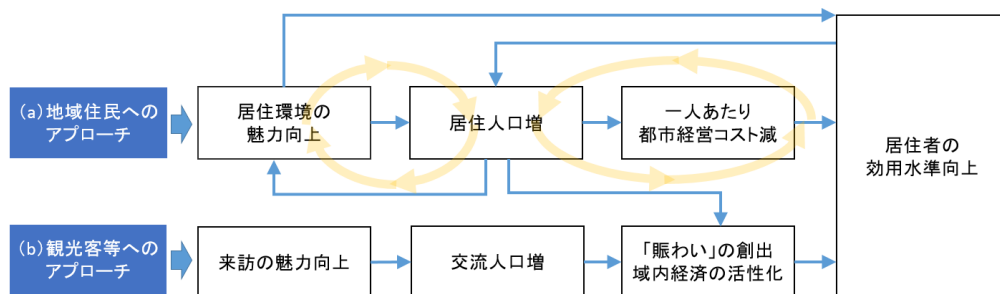 (a)地域住民への
アプローチ
居住環境の
魅力向上
居住人口増
一人あたり
都市経営コスト減
居住者の
効用水準向上
(b)観光客等への
アプローチ
来訪の魅力向上
交流人口増
「賑わい」の創出
域内経済の活性化